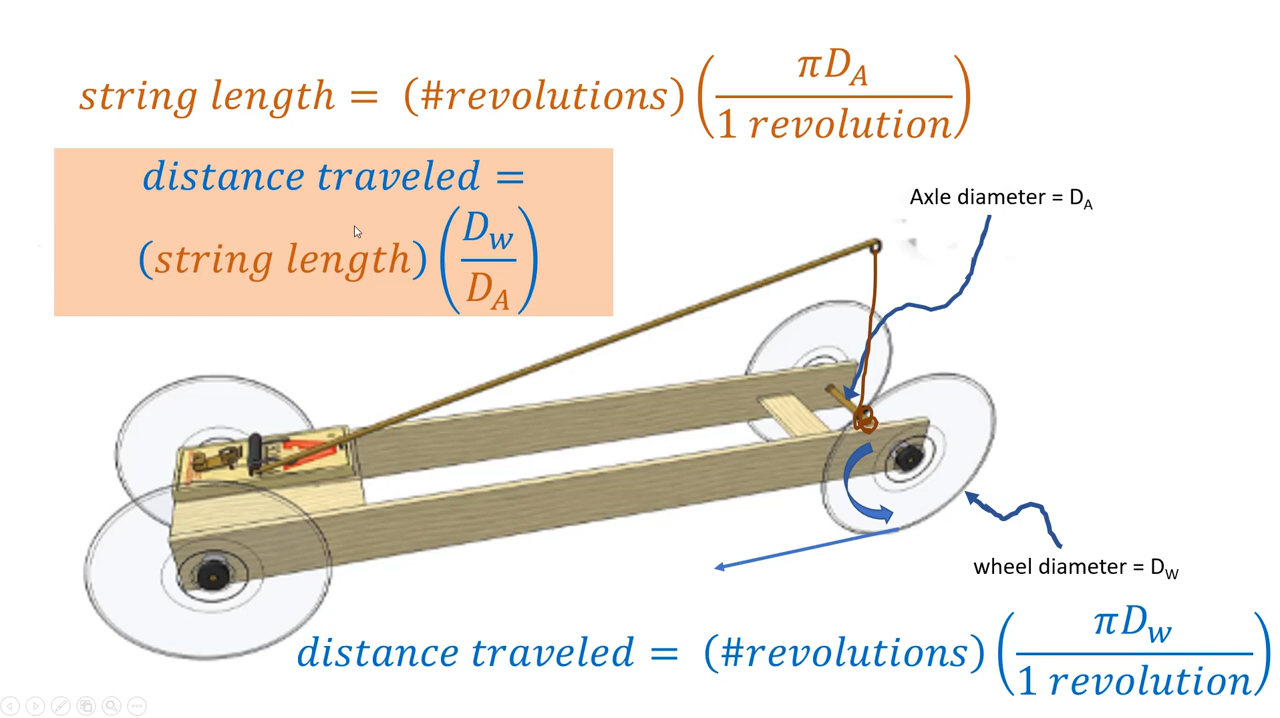 string length = (#revolutions) (πD_A / 1 revolution)
distance traveled =
(string length) (D_w / D_A)
Axle diameter = D_A
wheel diameter = D_W
distance traveled = (#revolutions) (πD_w / 1 revolution)